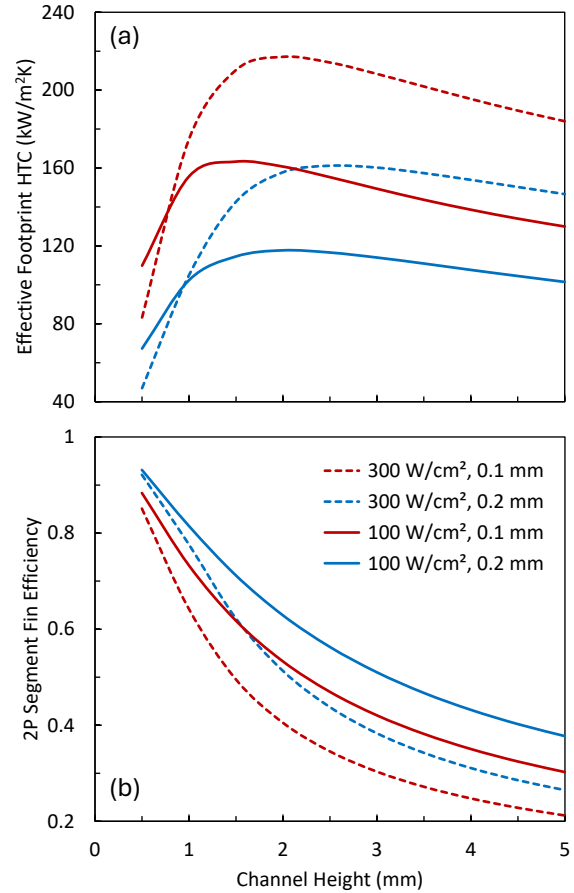 (a)
Effective Footprint HTC (kW/m²K)
240
200
160
120
80
40
(b)
2P Segment Fin Efficiency
1
0.8
0.6
0.4
0.2
300 W/cm², 0.1 mm
300 W/cm², 0.2 mm
100 W/cm², 0.1 mm
100 W/cm², 0.2 mm
0 1 2 3 4 5
Channel Height (mm)